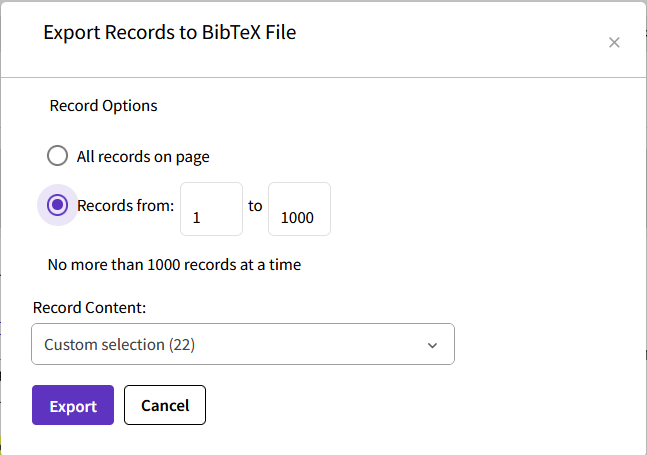 Export Records to BibTeX File
Record Options
All records on page
Records from: 1 to 1000
No more than 1000 records at a time
Record Content:
Custom selection (22)
Export Cancel